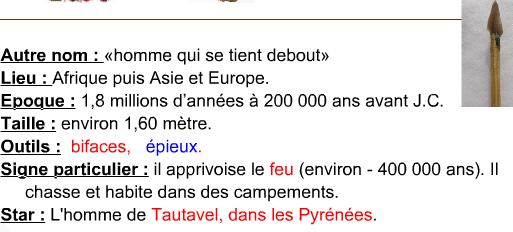 Autre nom : «homme qui se tient debout»
Lieu : Afrique puis Asie et Europe.
Epoque : 1,8 millions d'années à 200 000 ans avant J.C.
Taille : environ 1,60 mètre.
Outils : bifaces, épieux.
Signe particulier : il apprivoise le feu (environ - 400 000 ans). Il
chasse et habite dans des campements.
Star : L'homme de Tautavel, dans les Pyrénées.